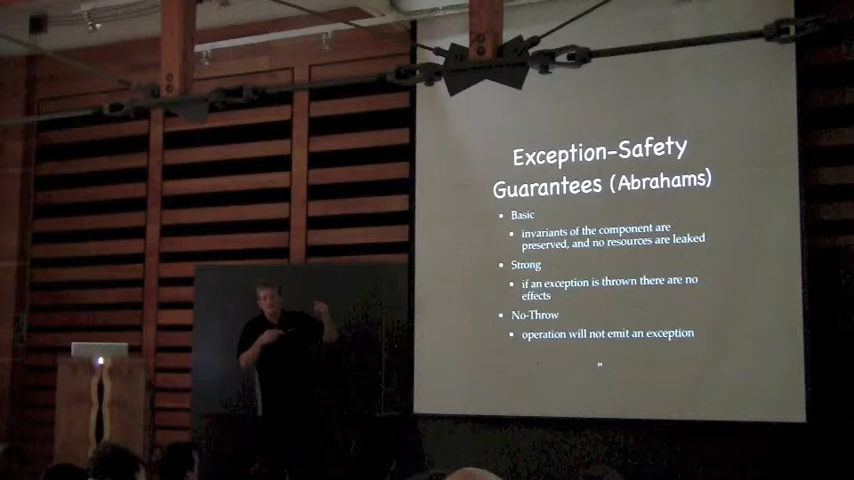 Exception-Safety
Guarantees (Abrahams)
• Basic
• invariants of the component are
preserved, and no resources are leaked
• Strong
• if an exception is thrown there are no
effects
• No-Throw
• operation will not emit an exception